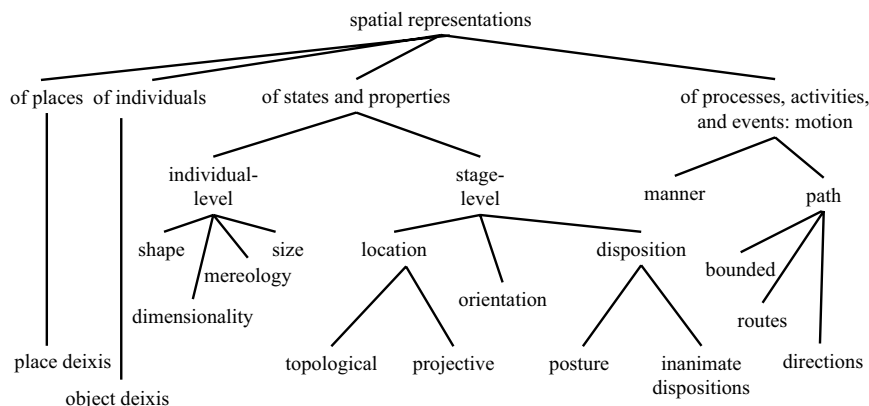 spatial representations
of places
of individuals
of states and properties
of processes, activities,
and events: motion
individual-
level
stage-
level
manner
path
shape
mereology
size
dimensionality
location
orientation
disposition
bounded
routes
place deixis
object deixis
topological
projective
posture
inanimate
dispositions
directions